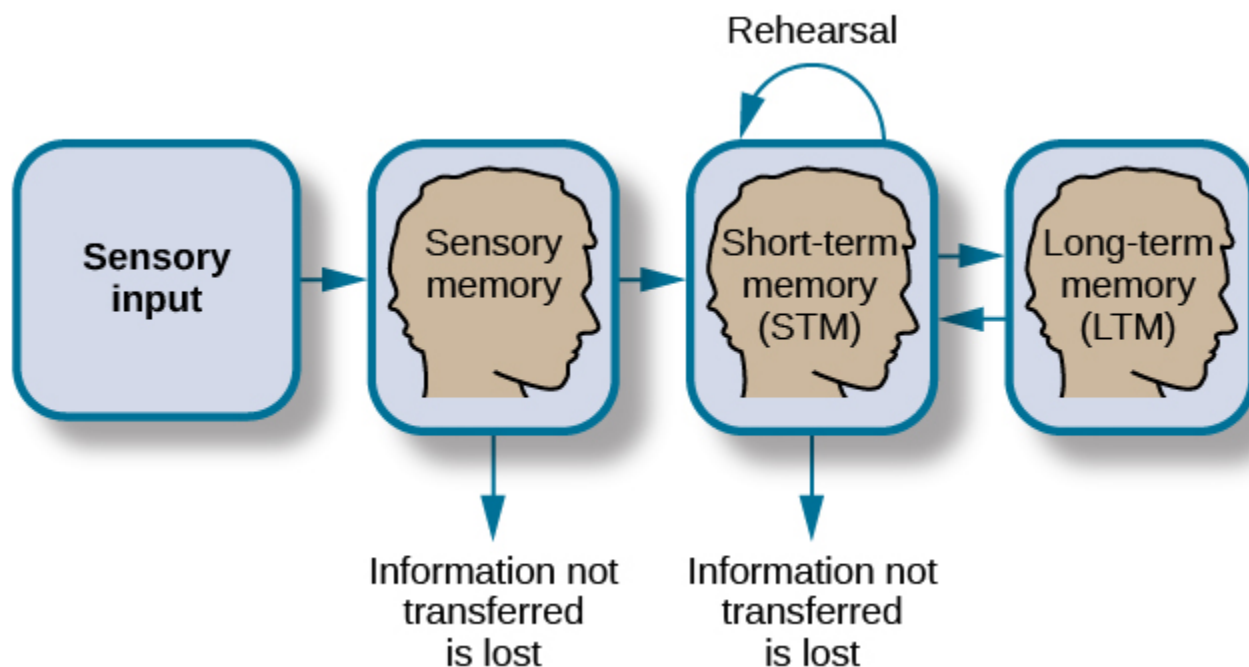 Rehearsal
Sensory
input
Sensory
memory
Short-term
memory
(STM)
Long-term
memory
(LTM)
Information not
transferred
is lost
Information not
transferred
is lost